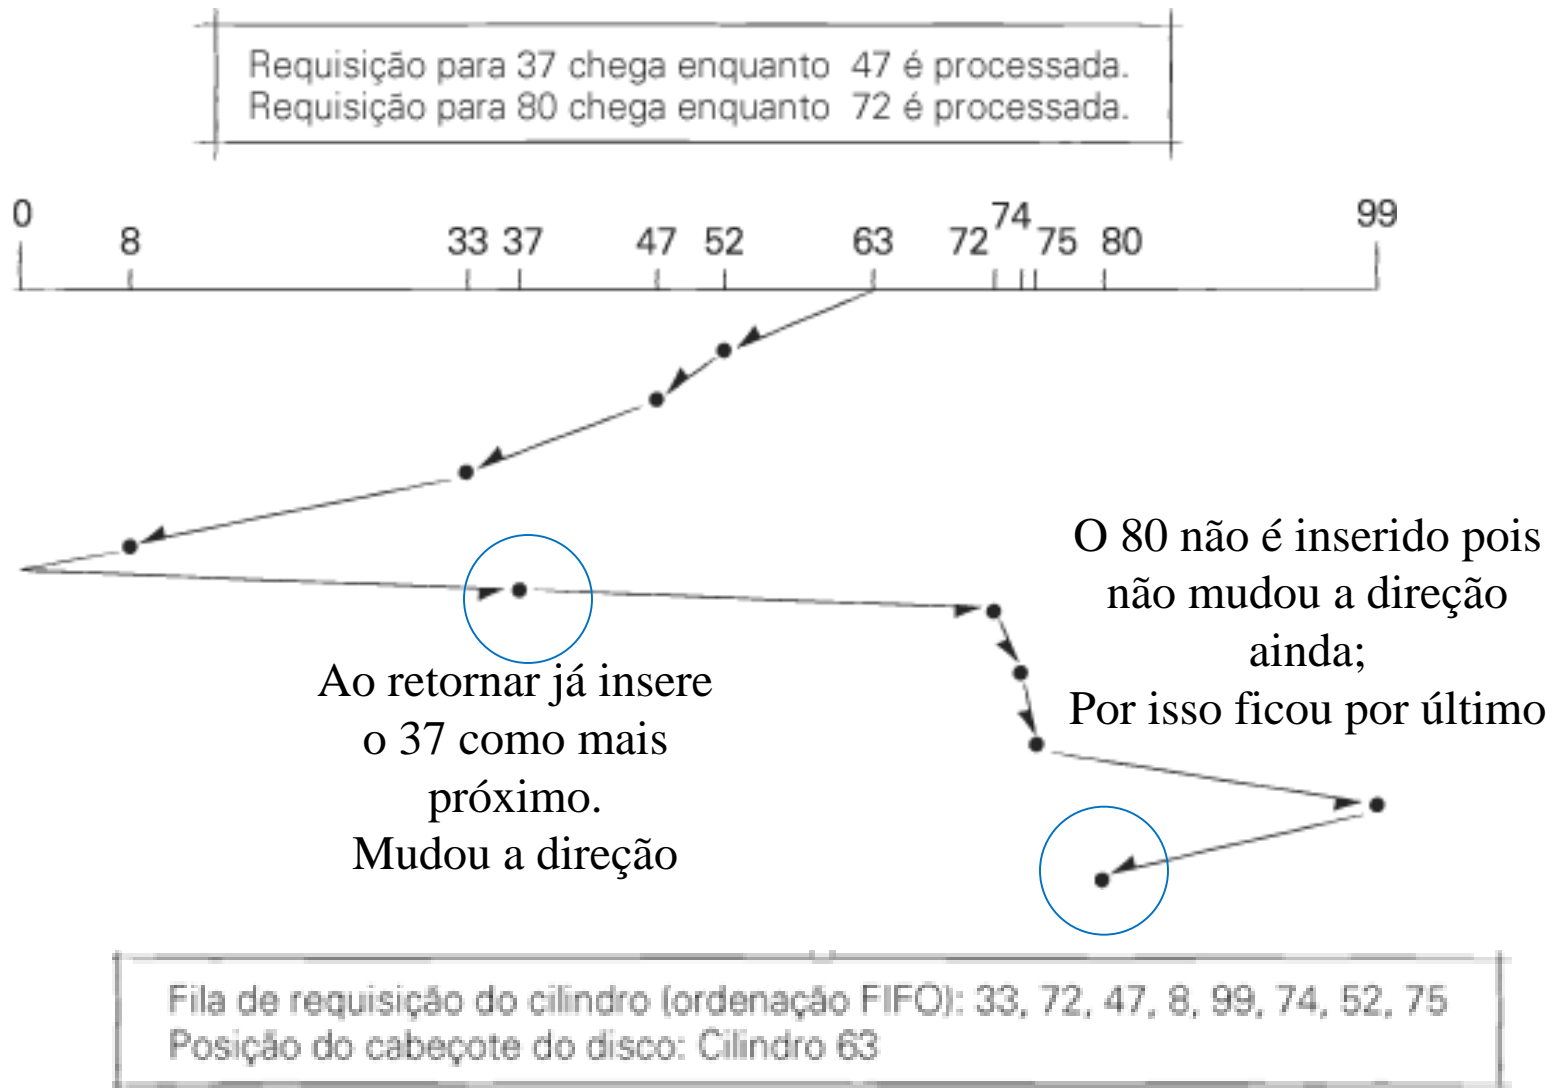 Requisição para 37 chega enquanto 47 é processada.
Requisição para 80 chega enquanto 72 é processada.
0 8 33 37 47 52 63 72 74 75 80 99
O 80 não é inserido pois
não mudou a direção
ainda;
Por isso ficou por último
Ao retornar já insere
o 37 como mais
próximo.
Mudou a direção
Fila de requisição do cilindro (ordenação FIFO): 33, 72, 47, 8, 99, 74, 52, 75
Posição do cabeçote do disco: Cilindro 63